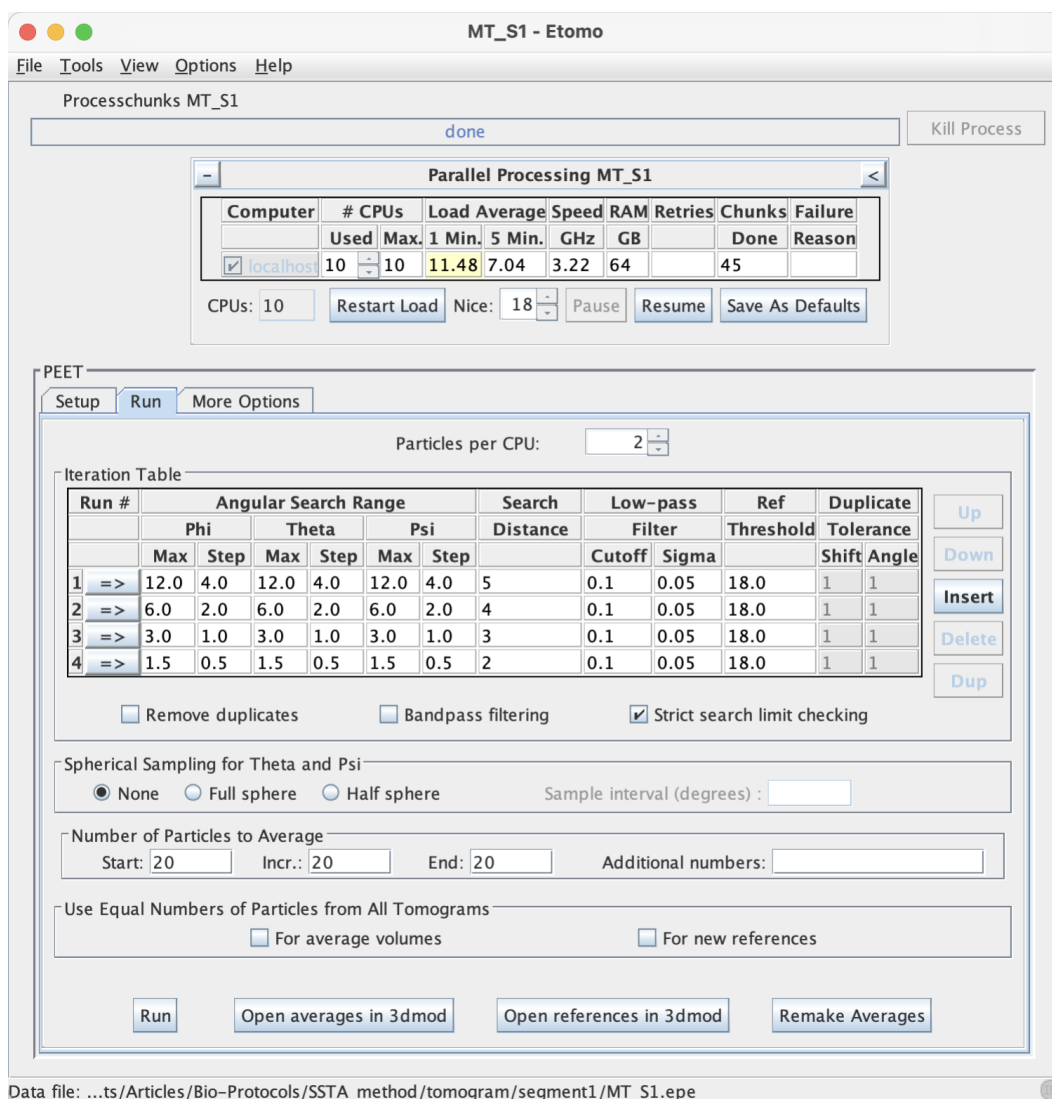 MT_S1 - Etomo
File Tools View Options Help
Processchunks MT_S1
done
Kill Process
- Parallel Processing MT_S1 <
Computer # CPUs Load Average Speed RAM Retries Chunks Failure
Used Max. 1 Min. 5 Min. GHz GB Done Reason
localhost 10 10 11.48 7.04 3.22 64 45
CPUs: 10 Restart Load Nice: 18 Pause Resume Save As Defaults
PEET
Setup Run More Options
Particles per CPU: 2
Iteration Table
Run # Angular Search Range Search Low-pass Ref Duplicate
Phi Theta Psi Distance Filter Threshold Tolerance
Max Step Max Step Max Step Cutoff Sigma Shift Angle
1 => 12.0 4.0 12.0 4.0 12.0 4.0 5 0.1 0.05 18.0 1 1
2 => 6.0 2.0 6.0 2.0 6.0 2.0 4 0.1 0.05 18.0 1 1
3 => 3.0 1.0 3.0 1.0 3.0 1.0 3 0.1 0.05 18.0 1 1
4 => 1.5 0.5 1.5 0.5 1.5 0.5 2 0.1 0.05 18.0 1 1
Up
Down
Insert
Delete
Dup
Remove duplicates Bandpass filtering Strict search limit checking
Spherical Sampling for Theta and Psi
None Full sphere Half sphere Sample interval (degrees) :
Number of Particles to Average
Start: 20 Incr.: 20 End: 20 Additional numbers:
Use Equal Numbers of Particles from All Tomograms
For average volumes For new references
Run Open averages in 3dmod Open references in 3dmod Remake Averages
Data file: ...ts/Articles/Bio-Protocols/SSTA_method/tomogram/segment1/MT_S1.epe